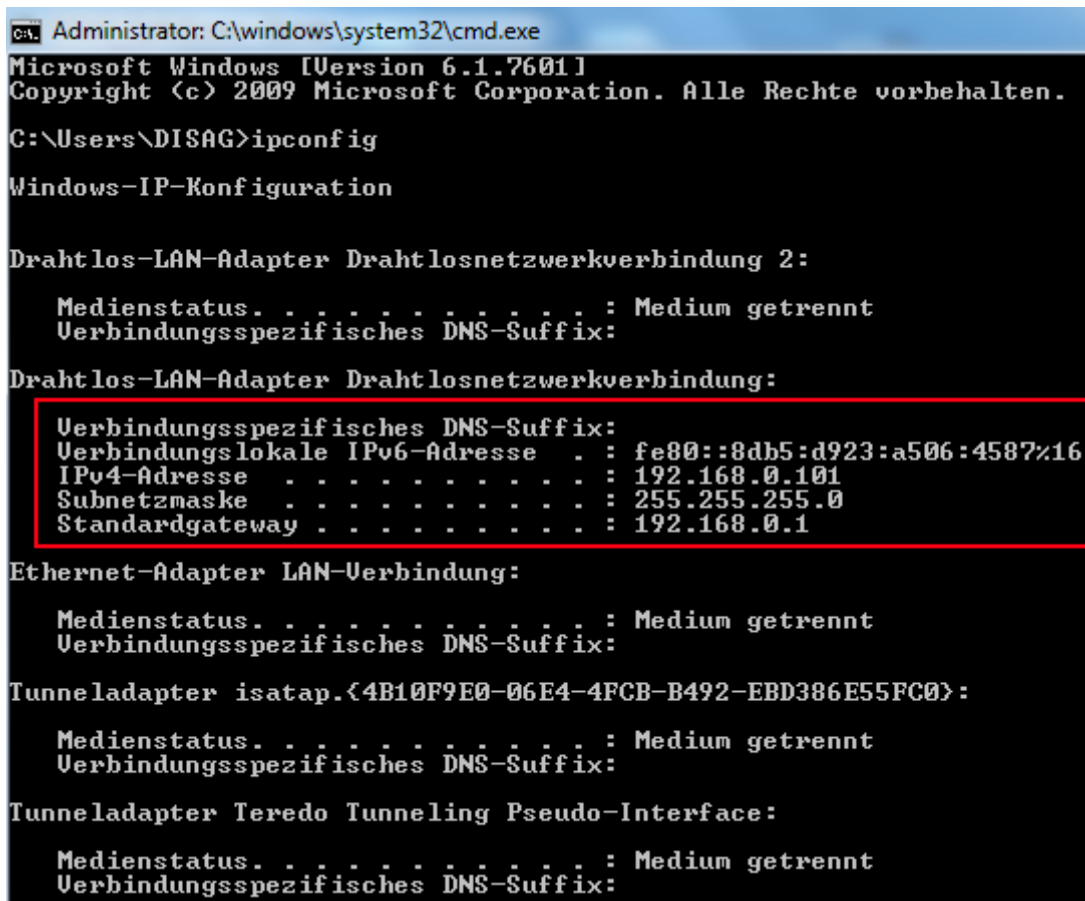 Administrator: C:\windows\system32\cmd.exe
Microsoft Windows [Version 6.1.7601]
Copyright (c) 2009 Microsoft Corporation. Alle Rechte vorbehalten.
C:\Users\DISAG>ipconfig
Windows-IP-Konfiguration
Drahtlos-LAN-Adapter Drahtlosnetzwerkverbindung 2:
Medienstatus. . . . . . . . . . . : Medium getrennt
Verbindungsspezifisches DNS-Suffix:
Drahtlos-LAN-Adapter Drahtlosnetzwerkverbindung:
Verbindungsspezifisches DNS-Suffix:
Verbindungslokale IPv6-Adresse  . : fe80::8db5:d923:a506:4587%16
IPv4-Adresse  . . . . . . . . . . : 192.168.0.101
Subnetzmaske  . . . . . . . . . . : 255.255.255.0
Standardgateway . . . . . . . . . : 192.168.0.1
Ethernet-Adapter LAN-Verbindung:
Medienstatus. . . . . . . . . . . : Medium getrennt
Verbindungsspezifisches DNS-Suffix:
Tunneladapter isatap.{4B10F9E0-06E4-4FCB-B492-EBD386E55FC0}:
Medienstatus. . . . . . . . . . . : Medium getrennt
Verbindungsspezifisches DNS-Suffix:
Tunneladapter Teredo Tunneling Pseudo-Interface:
Medienstatus. . . . . . . . . . . : Medium getrennt
Verbindungsspezifisches DNS-Suffix: